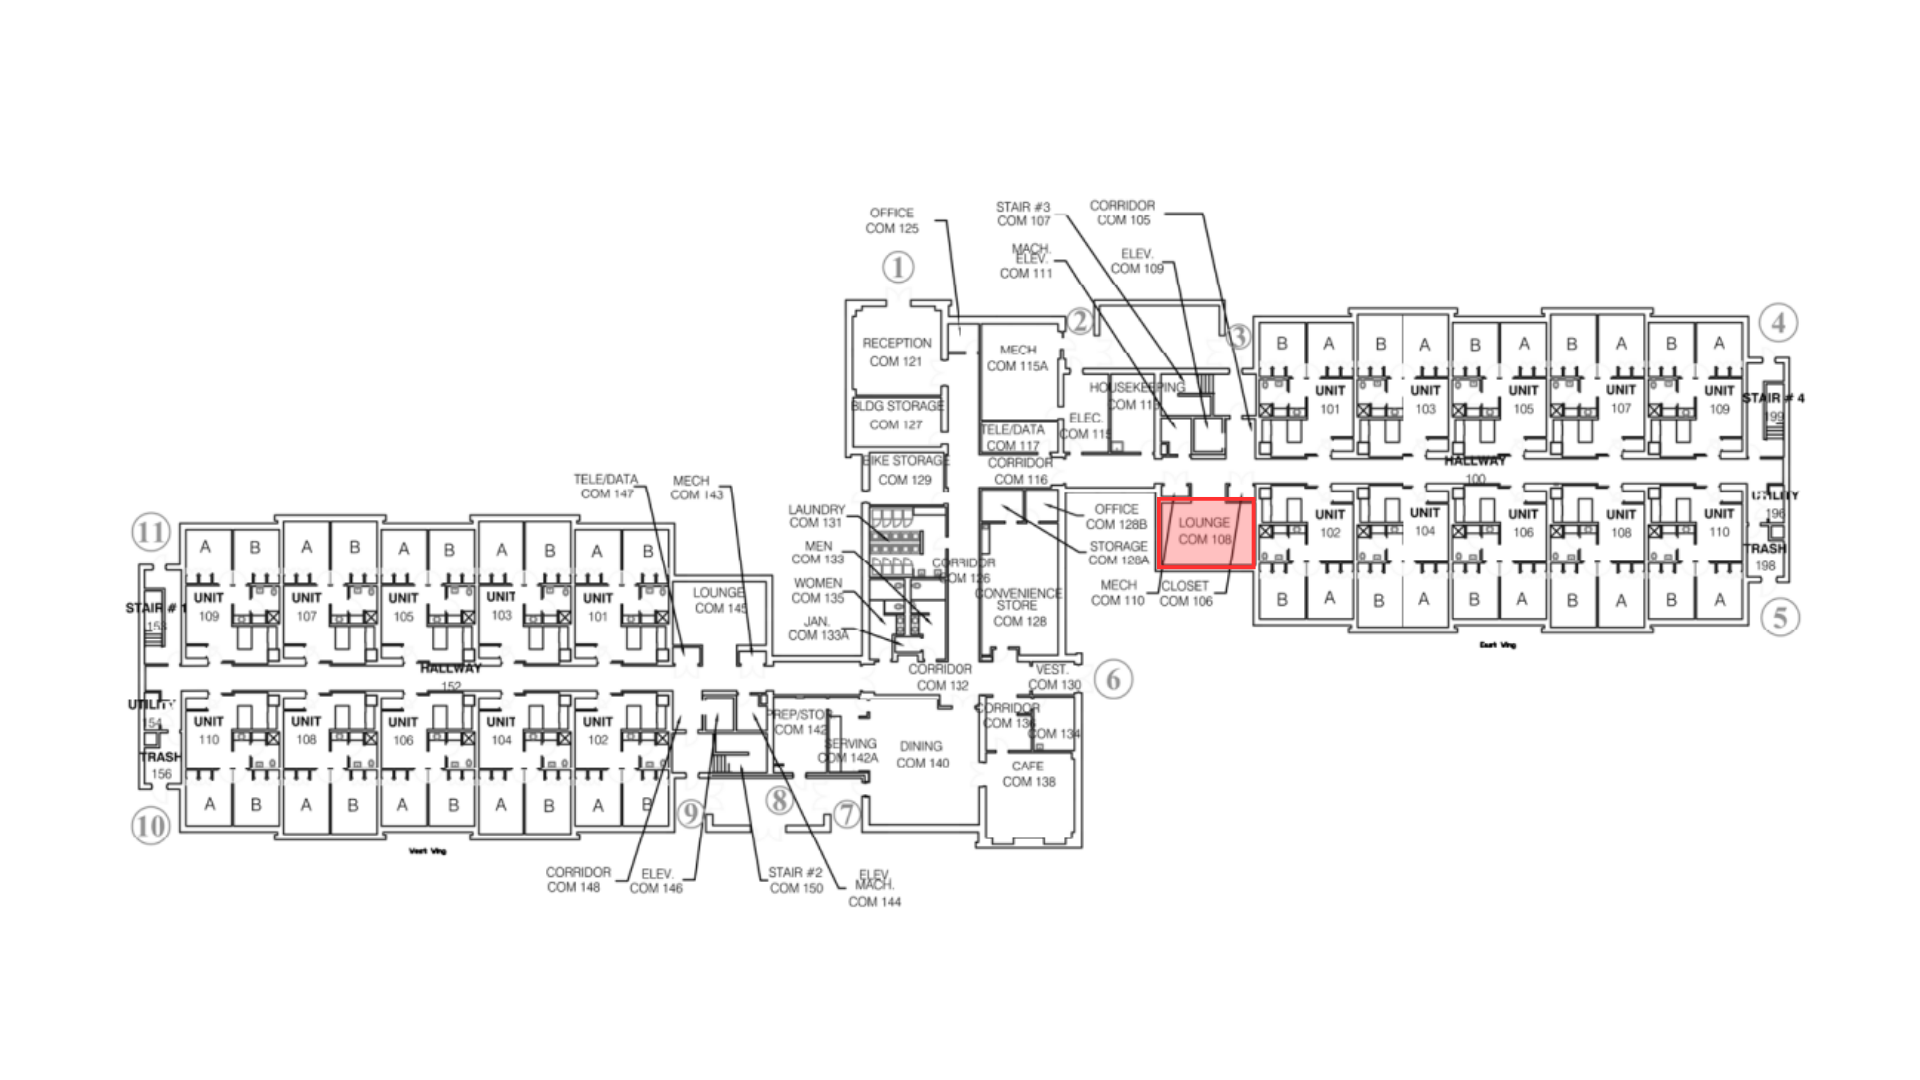 OFFICE
COM 125
STAIR #3
COM 107
CORRIDOR
COM 105
MACH.
ELEV.
COM 111
ELEV.
COM 109
1
2
3
4
RECEPTION
COM 121
MECH
COM 115A
BLDG STORAGE
COM 127
TELE/DATA
COM 117
ELEC.
COM 115
HOUSEKEEPING
COM 113
BIKE STORAGE
COM 129
CORRIDOR
COM 116
B A B A B A B A B A
UNIT
101
UNIT
103
UNIT
105
UNIT
107
UNIT
109
STAIR # 4
199
HALLWAY
100
UTILITY
196
TRASH
198
UNIT
102
UNIT
104
UNIT
106
UNIT
108
UNIT
110
B A B A B A B A B A
5
East Wing
LOUNGE
COM 108
OFFICE
COM 128B
STORAGE
COM 128A
MECH
COM 110
CLOSET
COM 106
TELE/DATA
COM 147
MECH
COM 143
LAUNDRY
COM 131
MEN
COM 133
WOMEN
COM 135
JAN.
COM 133A
CORRIDOR
COM 126
CONVENIENCE
STORE
COM 128
CORRIDOR
COM 132
VEST.
COM 130
6
11
A B A B A B A B A B
UNIT
109
UNIT
107
UNIT
105
UNIT
103
UNIT
101
LOUNGE
COM 145
STAIR # 1
HALLWAY
152
UTILITY
154
TRASH
156
UNIT
110
UNIT
108
UNIT
106
UNIT
104
UNIT
102
A B A B A B A B A B
10
West Wing
PREP/STO
COM 142
SERVING
COM 142A
DINING
COM 140
CORRIDOR
COM 136
COM 134
CAFE
COM 138
9
8
7
CORRIDOR
COM 148
ELEV.
COM 146
STAIR #2
COM 150
ELEV.
MACH.
COM 144